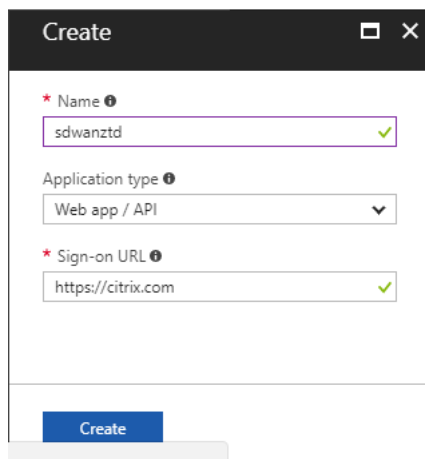 Create
* Name
sdwanztd
Application type
Web app / API
* Sign-on URL
https://citrix.com
Create